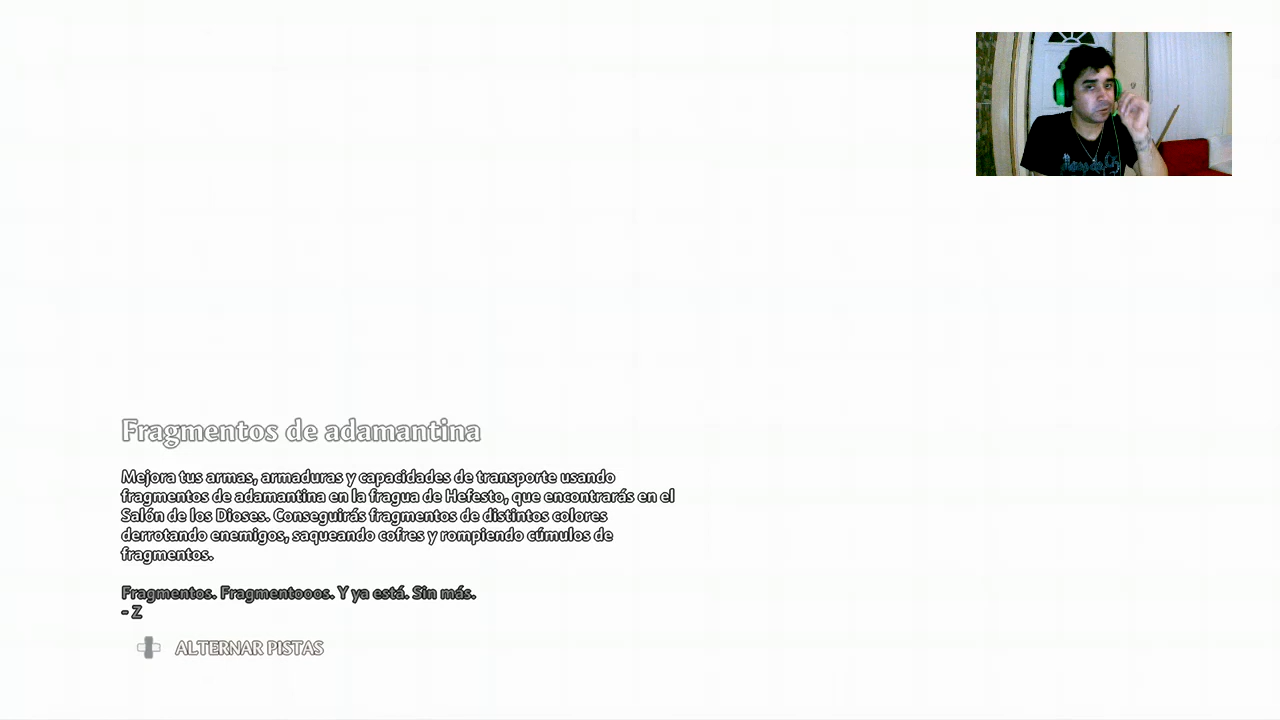 Fragmentos de adamantina
Mejora tus armas, armaduras y capacidades de transporte usando
fragmentos de adamantina en la fragua de Hefesto, que encontrarás en el
Salón de los Dioses. Conseguirás fragmentos de distintos colores
derrotando enemigos, saqueando cofres y rompiendo cúmulos de
fragmentos.
Fragmentos. Fragmentooos. Y ya está. Sin más.
- Z
ALTERNAR PISTAS